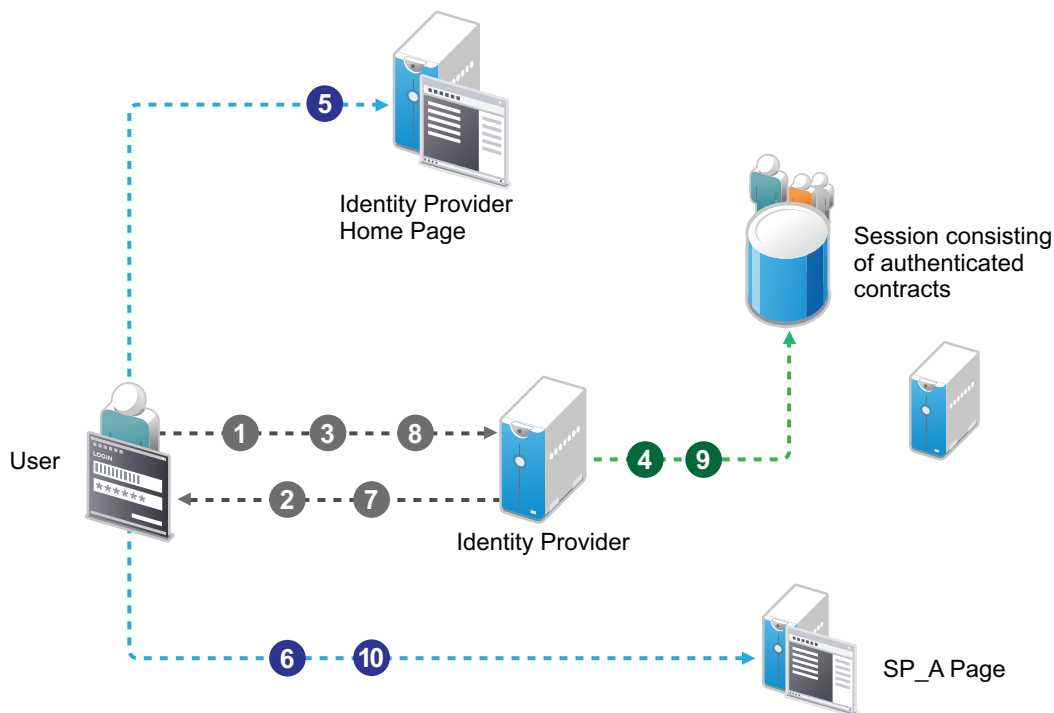 5
Identity Provider
Home Page
Session consisting
of authenticated
contracts
1
3
8
User
LOGIN
******
4
9
2
7
Identity Provider
6
10
SP_A Page